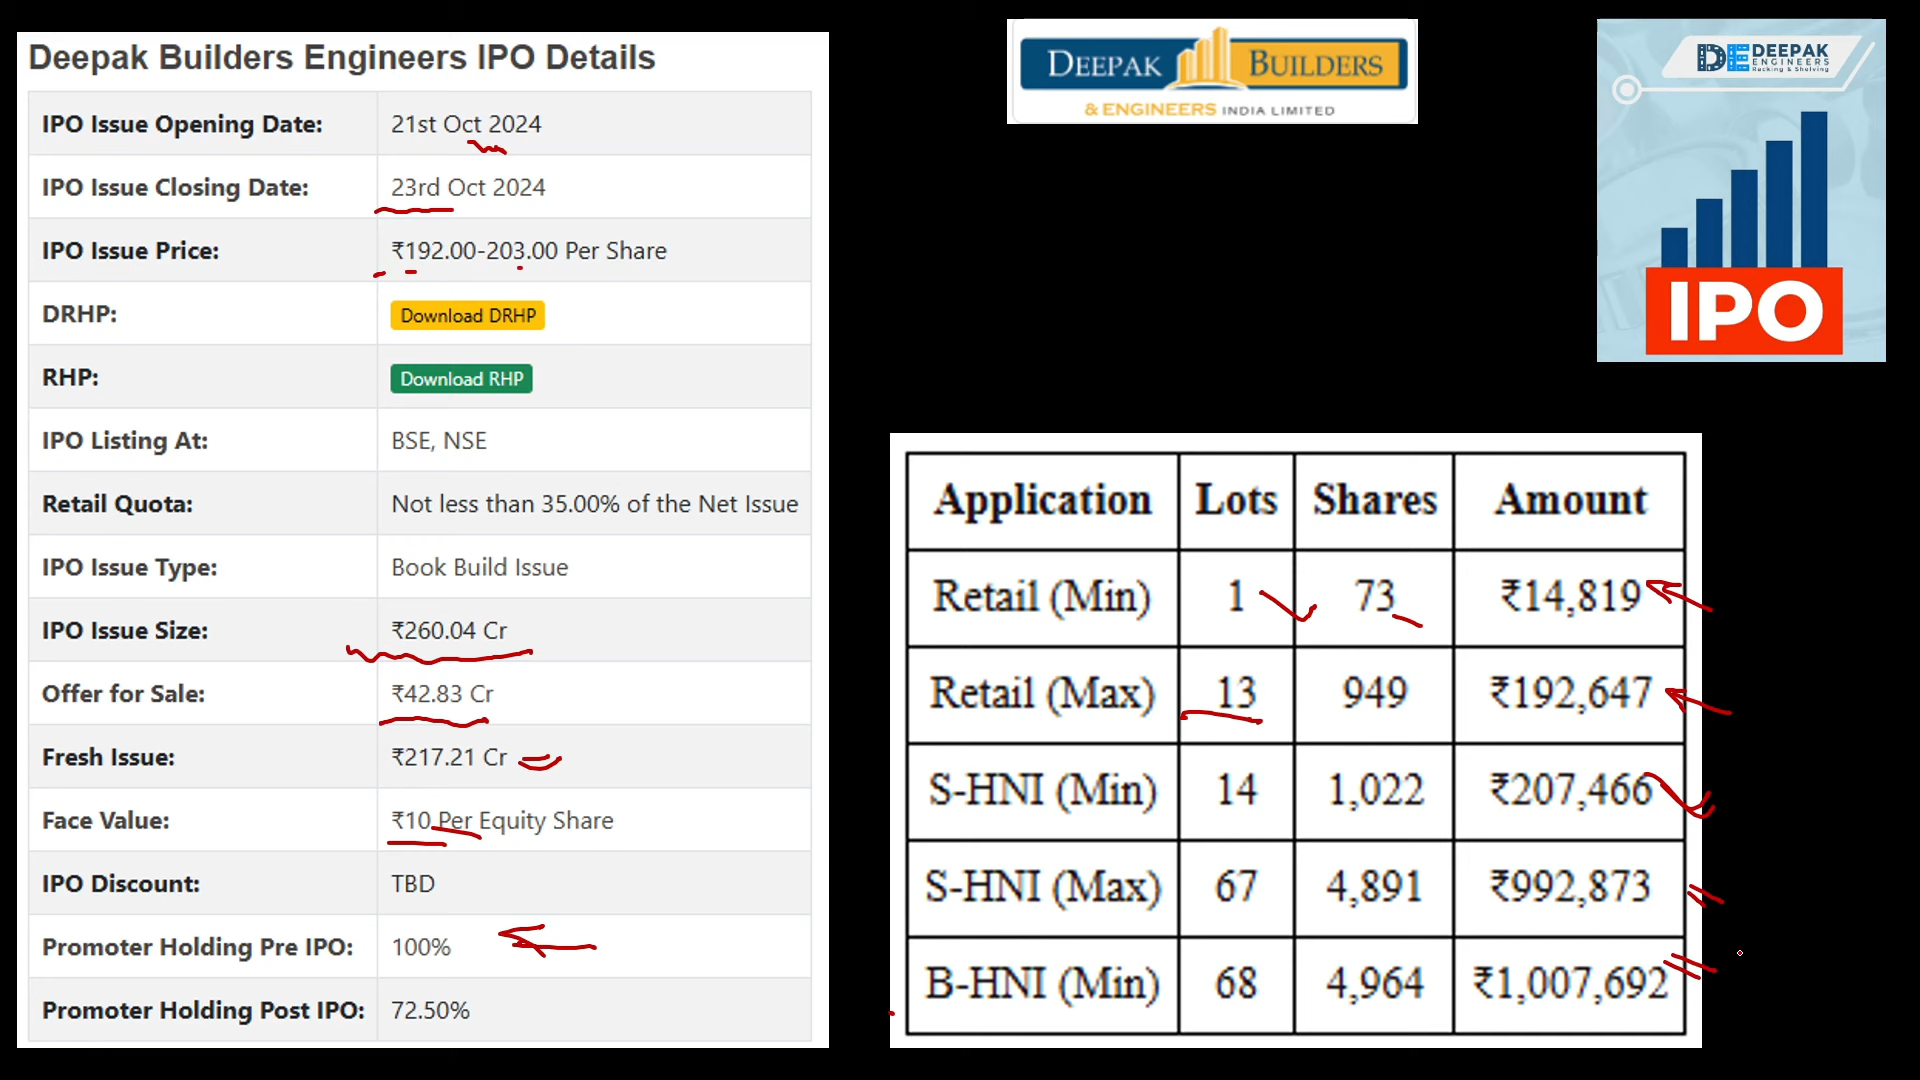 Deepak Builders Engineers IPO Details
IPO Issue Opening Date: 21st Oct 2024
IPO Issue Closing Date: 23rd Oct 2024
IPO Issue Price: ₹192.00-203.00 Per Share
DRHP: Download DRHP
RHP: Download RHP
IPO Listing At: BSE, NSE
Retail Quota: Not less than 35.00% of the Net Issue
IPO Issue Type: Book Build Issue
IPO Issue Size: ₹260.04 Cr
Offer for Sale: ₹42.83 Cr
Fresh Issue: ₹217.21 Cr
Face Value: ₹10 Per Equity Share
IPO Discount: TBD
Promoter Holding Pre IPO: 100%
Promoter Holding Post IPO: 72.50%
DEEPAK BUILDERS
& ENGINEERS INDIA LIMITED
DE DEEPAK
ENGINEERS
Racking & Shelving
IPO
Application Lots Shares Amount
Retail (Min) 1 73 ₹14,819
Retail (Max) 13 949 ₹192,647
S-HNI (Min) 14 1,022 ₹207,466
S-HNI (Max) 67 4,891 ₹992,873
B-HNI (Min) 68 4,964 ₹1,007,692